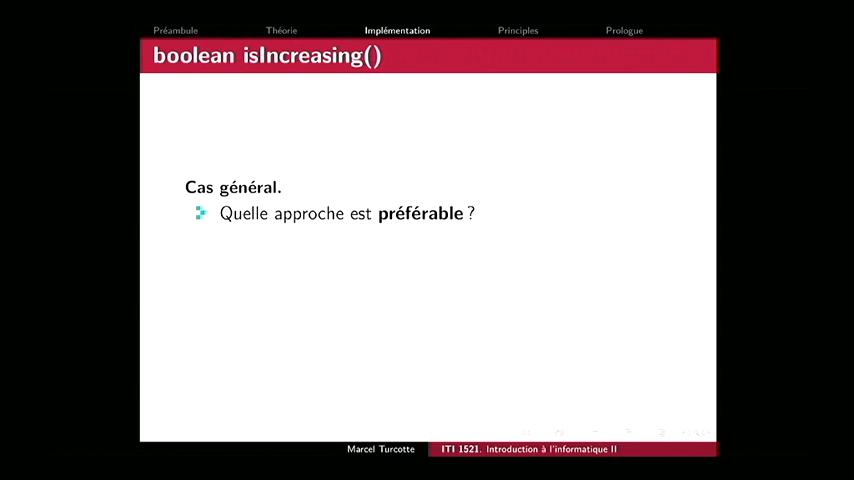 Préambule Théorie Implémentation Principles Prologue
boolean isIncreasing()
Cas général.
Quelle approche est préférable ?
Marcel Turcotte ITI 1521. Introduction à l'informatique II